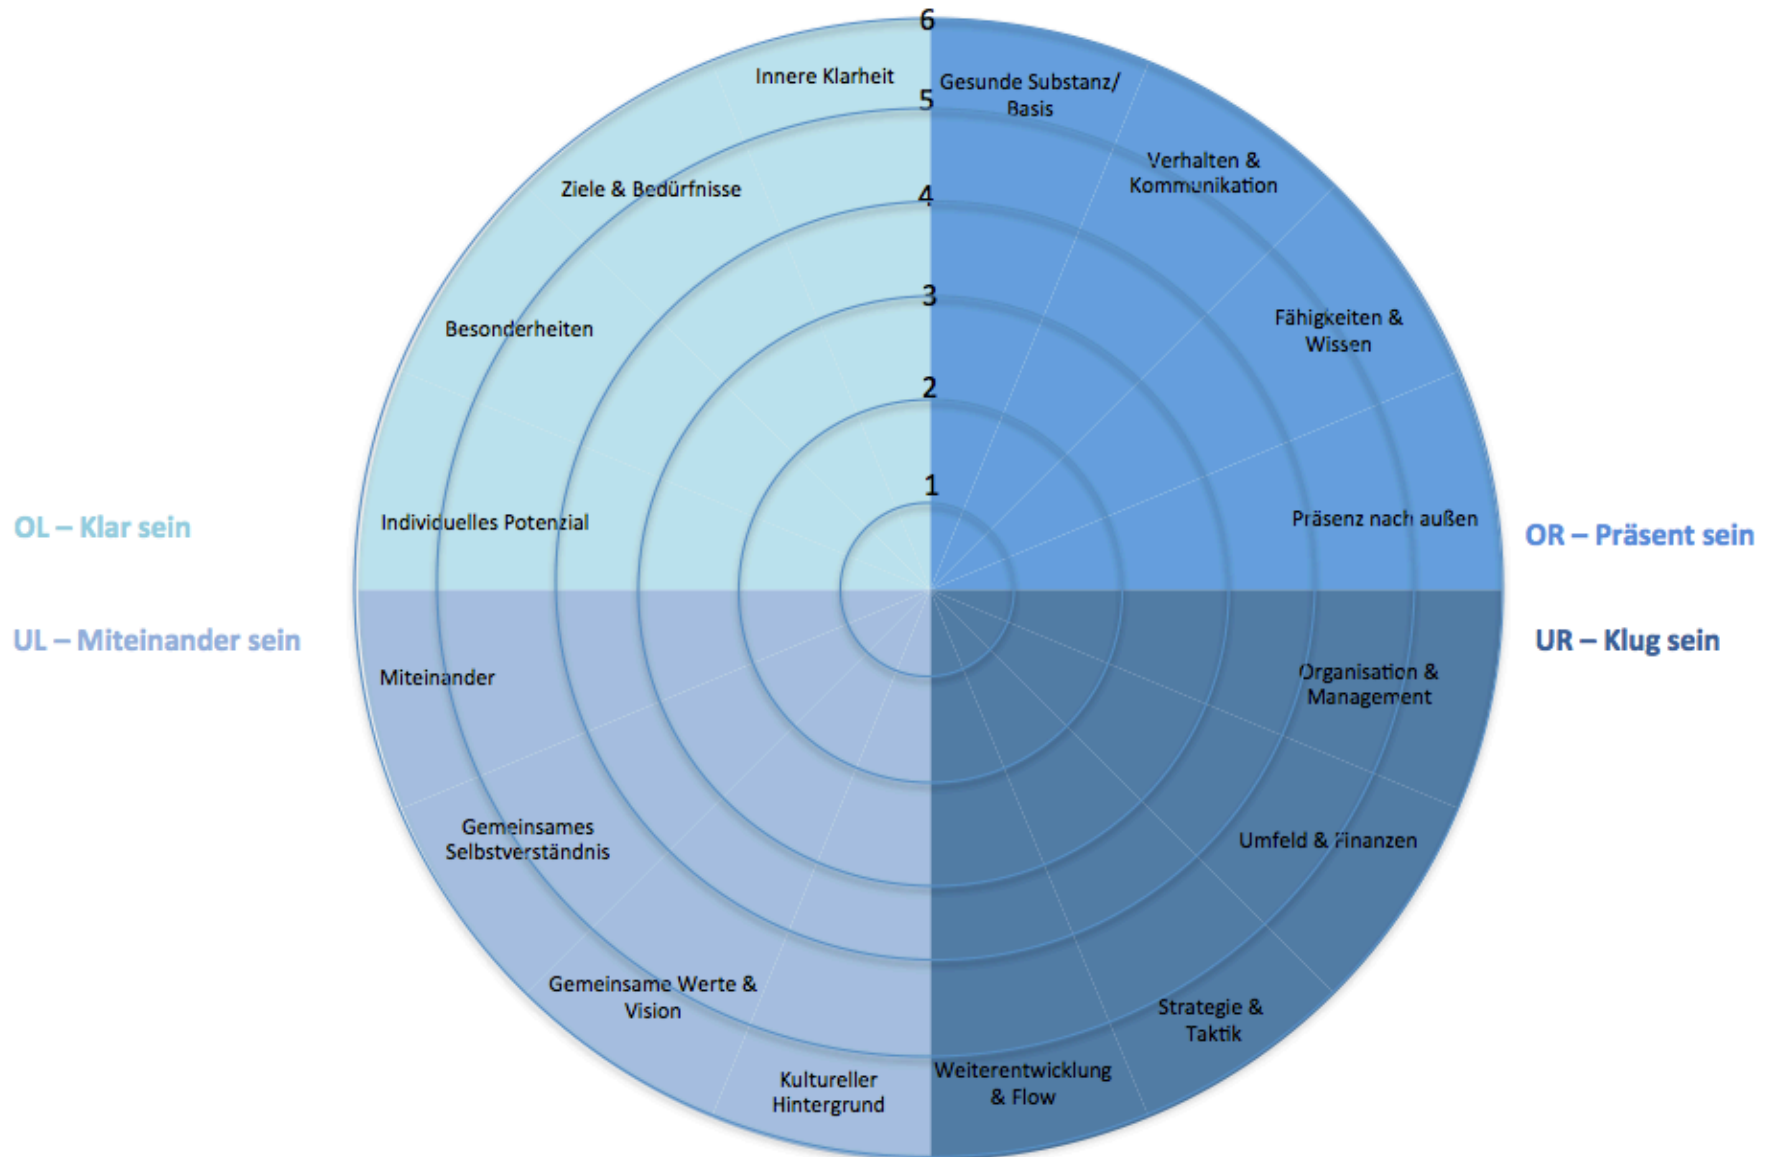 6
Innere Klarheit
Gesunde Substanz/
Basis
5
Verhalten &
Kommunikation
Ziele & Bedürfnisse
4
3
Besonderheiten
Fähigkeiten &
Wissen
2
1
Individuelles Potenzial
Präsenz nach außen
OL – Klar sein
OR – Präsent sein
UL – Miteinander sein
UR – Klug sein
Miteinander
Organisation &
Management
Gemeinsames
Selbstverständnis
Umfeld & Finanzen
Gemeinsame Werte &
Vision
Strategie &
Taktik
Kultureller
Hintergrund
Weiterentwicklung
& Flow